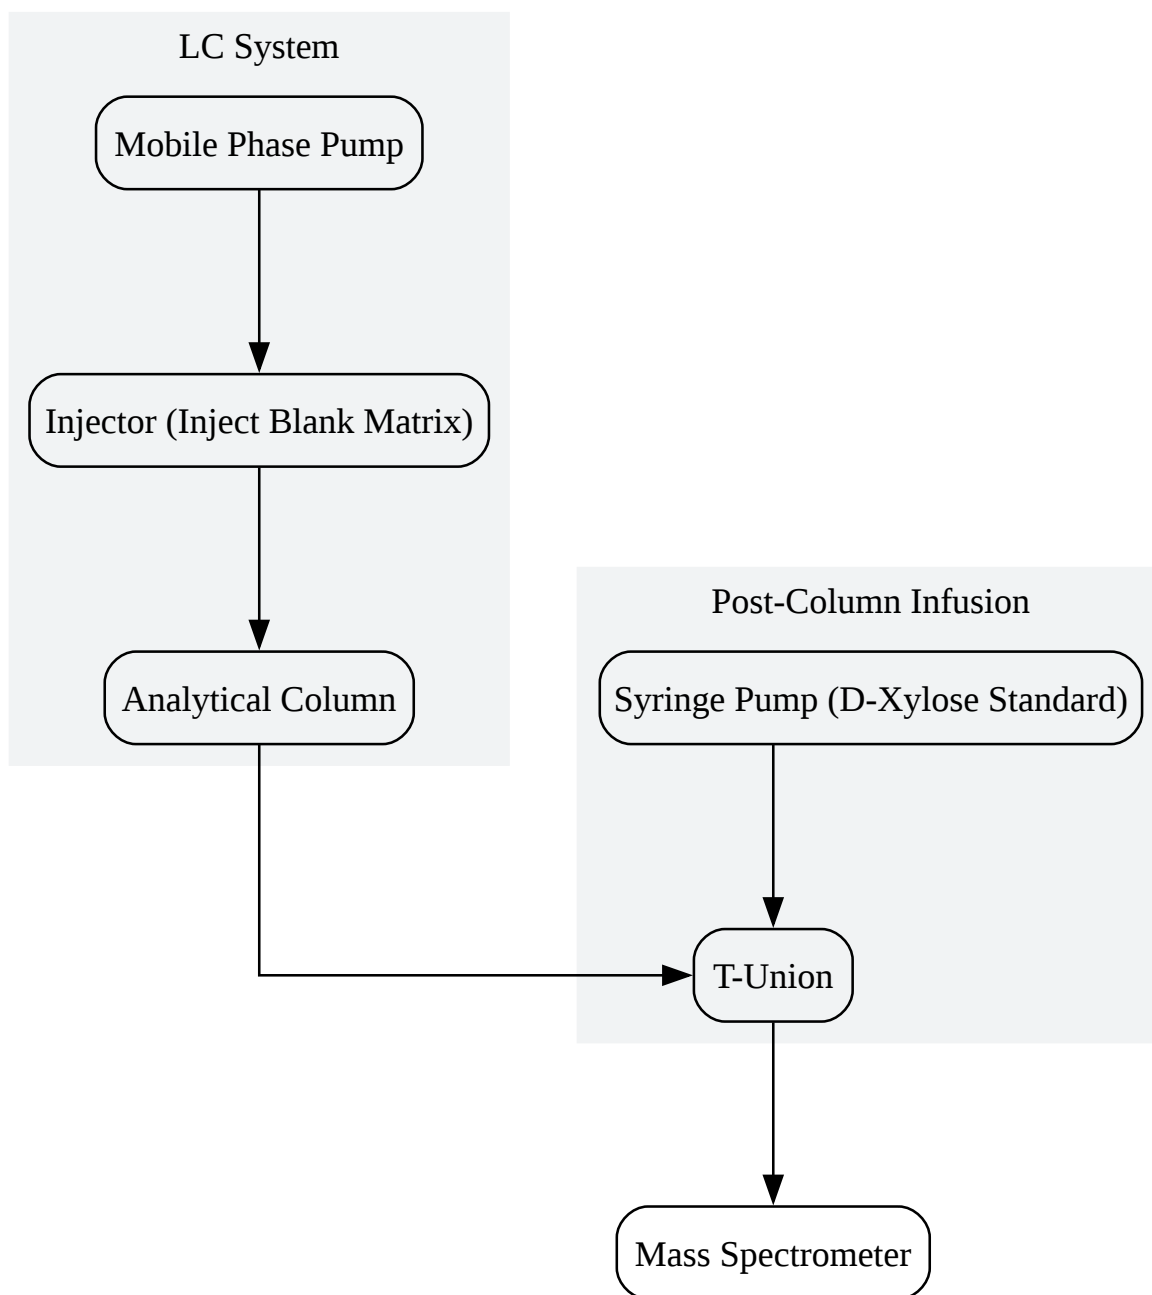 LC System
Mobile Phase Pump
Injector (Inject Blank Matrix)
Analytical Column
Post-Column Infusion
Syringe Pump (D-Xylose Standard)
T-Union
Mass Spectrometer